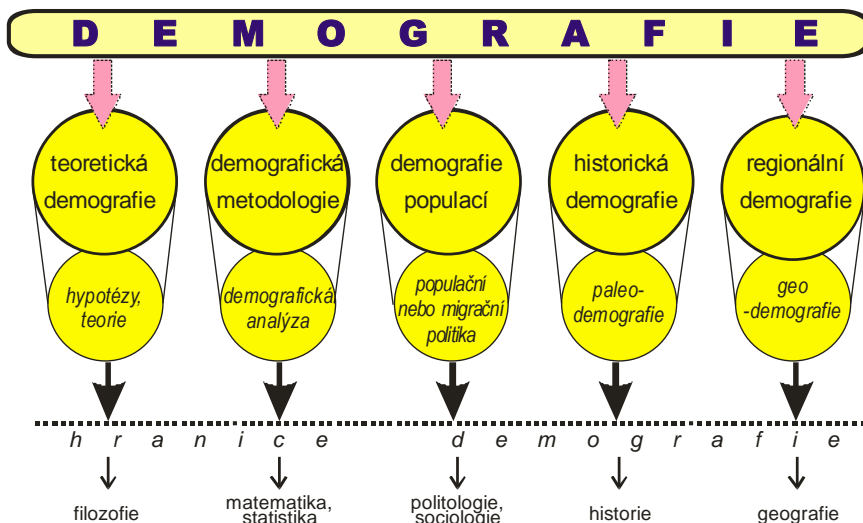 D E M O G R A F I E
teoretická
demografie
demografická
metodologie
demografie
populací
historická
demografie
regionální
demografie
hypotézy,
teorie
demografická
analýza
populační
nebo migrační
politika
paleo-
demografie
geo
-demografie
h r a n i c e d e m o g r a f i e
filozofie
matematika,
statistika
politologie,
sociologie
historie
geografie